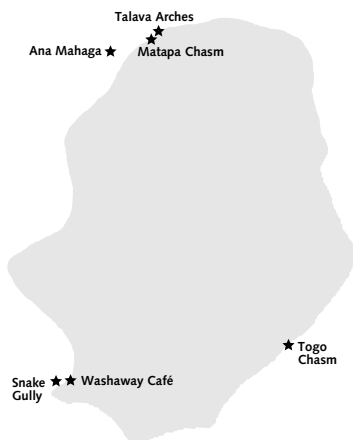 Talava Arches
Ana Mahaga
Matapa Chasm
Togo
Chasm
Snake
Gully
Washaway Café